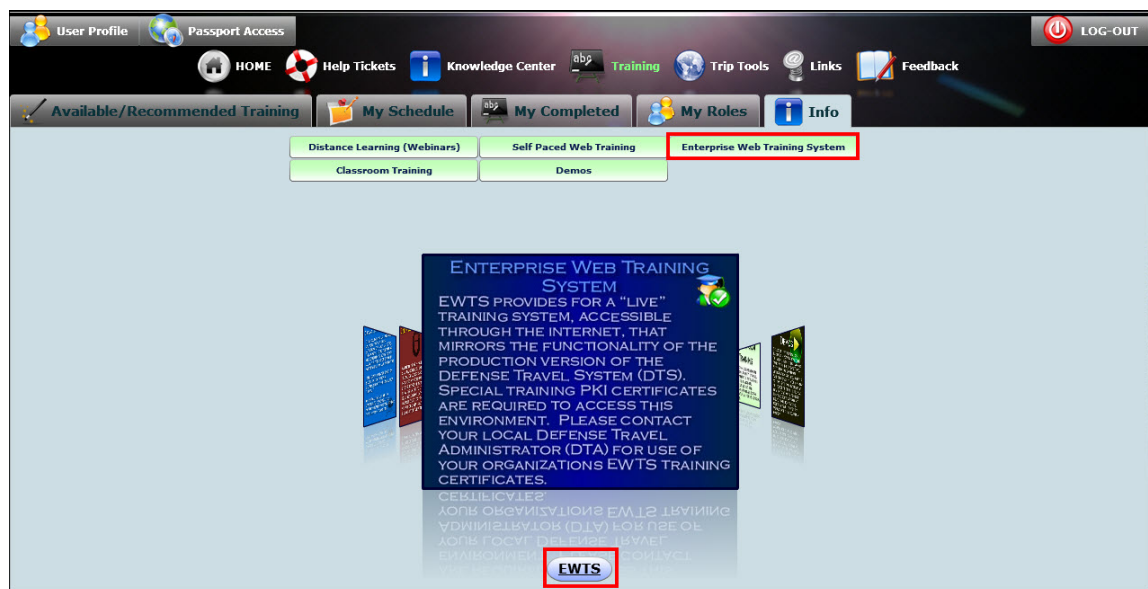 User Profile
Passport Access
LOG-OUT
HOME
Help Tickets
Knowledge Center
Training
Trip Tools
Links
Feedback
Available/Recommended Training
My Schedule
My Completed
My Roles
Info
Distance Learning (Webinars)
Self Paced Web Training
Enterprise Web Training System
Classroom Training
Demos
ENTERPRISE WEB TRAINING
SYSTEM
EWTS PROVIDES FOR A “LIVE”
TRAINING SYSTEM, ACCESSIBLE
THROUGH THE INTERNET, THAT
MIRRORS THE FUNCTIONALITY OF THE
PRODUCTION VERSION OF THE
DEFENSE TRAVEL SYSTEM (DTS).
SPECIAL TRAINING PKI CERTIFICATES
ARE REQUIRED TO ACCESS THIS
ENVIRONMENT. PLEASE CONTACT
YOUR LOCAL DEFENSE TRAVEL
ADMINISTRATOR (DTA) FOR USE OF
YOUR ORGANIZATIONS EWTS TRAINING
CERTIFICATES.
EWTS